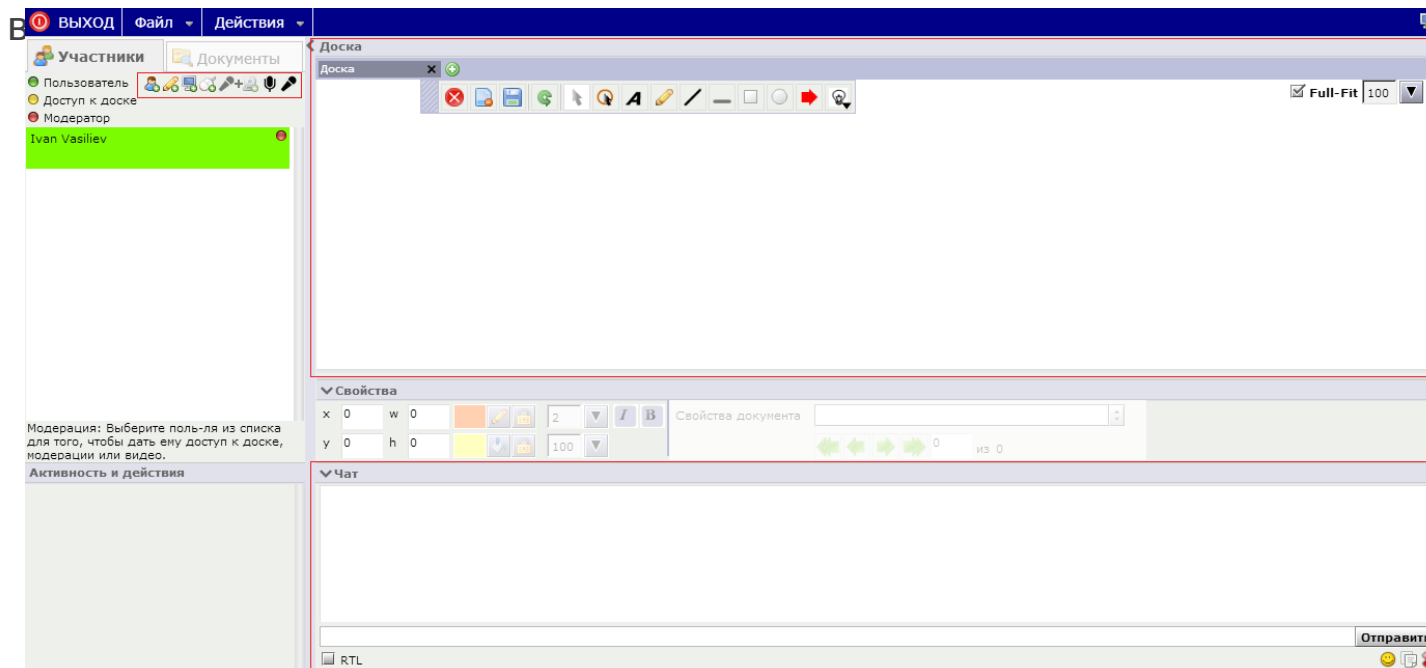 В
ВЫХОД Файл Действия
Участники Документы
Пользователь
Доступ к доске
Модератор
Ivan Vasiliev
Модерация: Выберите поль-ля из списка
для того, чтобы дать ему доступ к доске,
модерации или видео.
Активность и действия
Доска
Доска
Full-Fit 100
Свойства
x 0 w 0 2 I B Свойства документа
y 0 h 0 100 0 из 0
Чат
Отправить
RTL